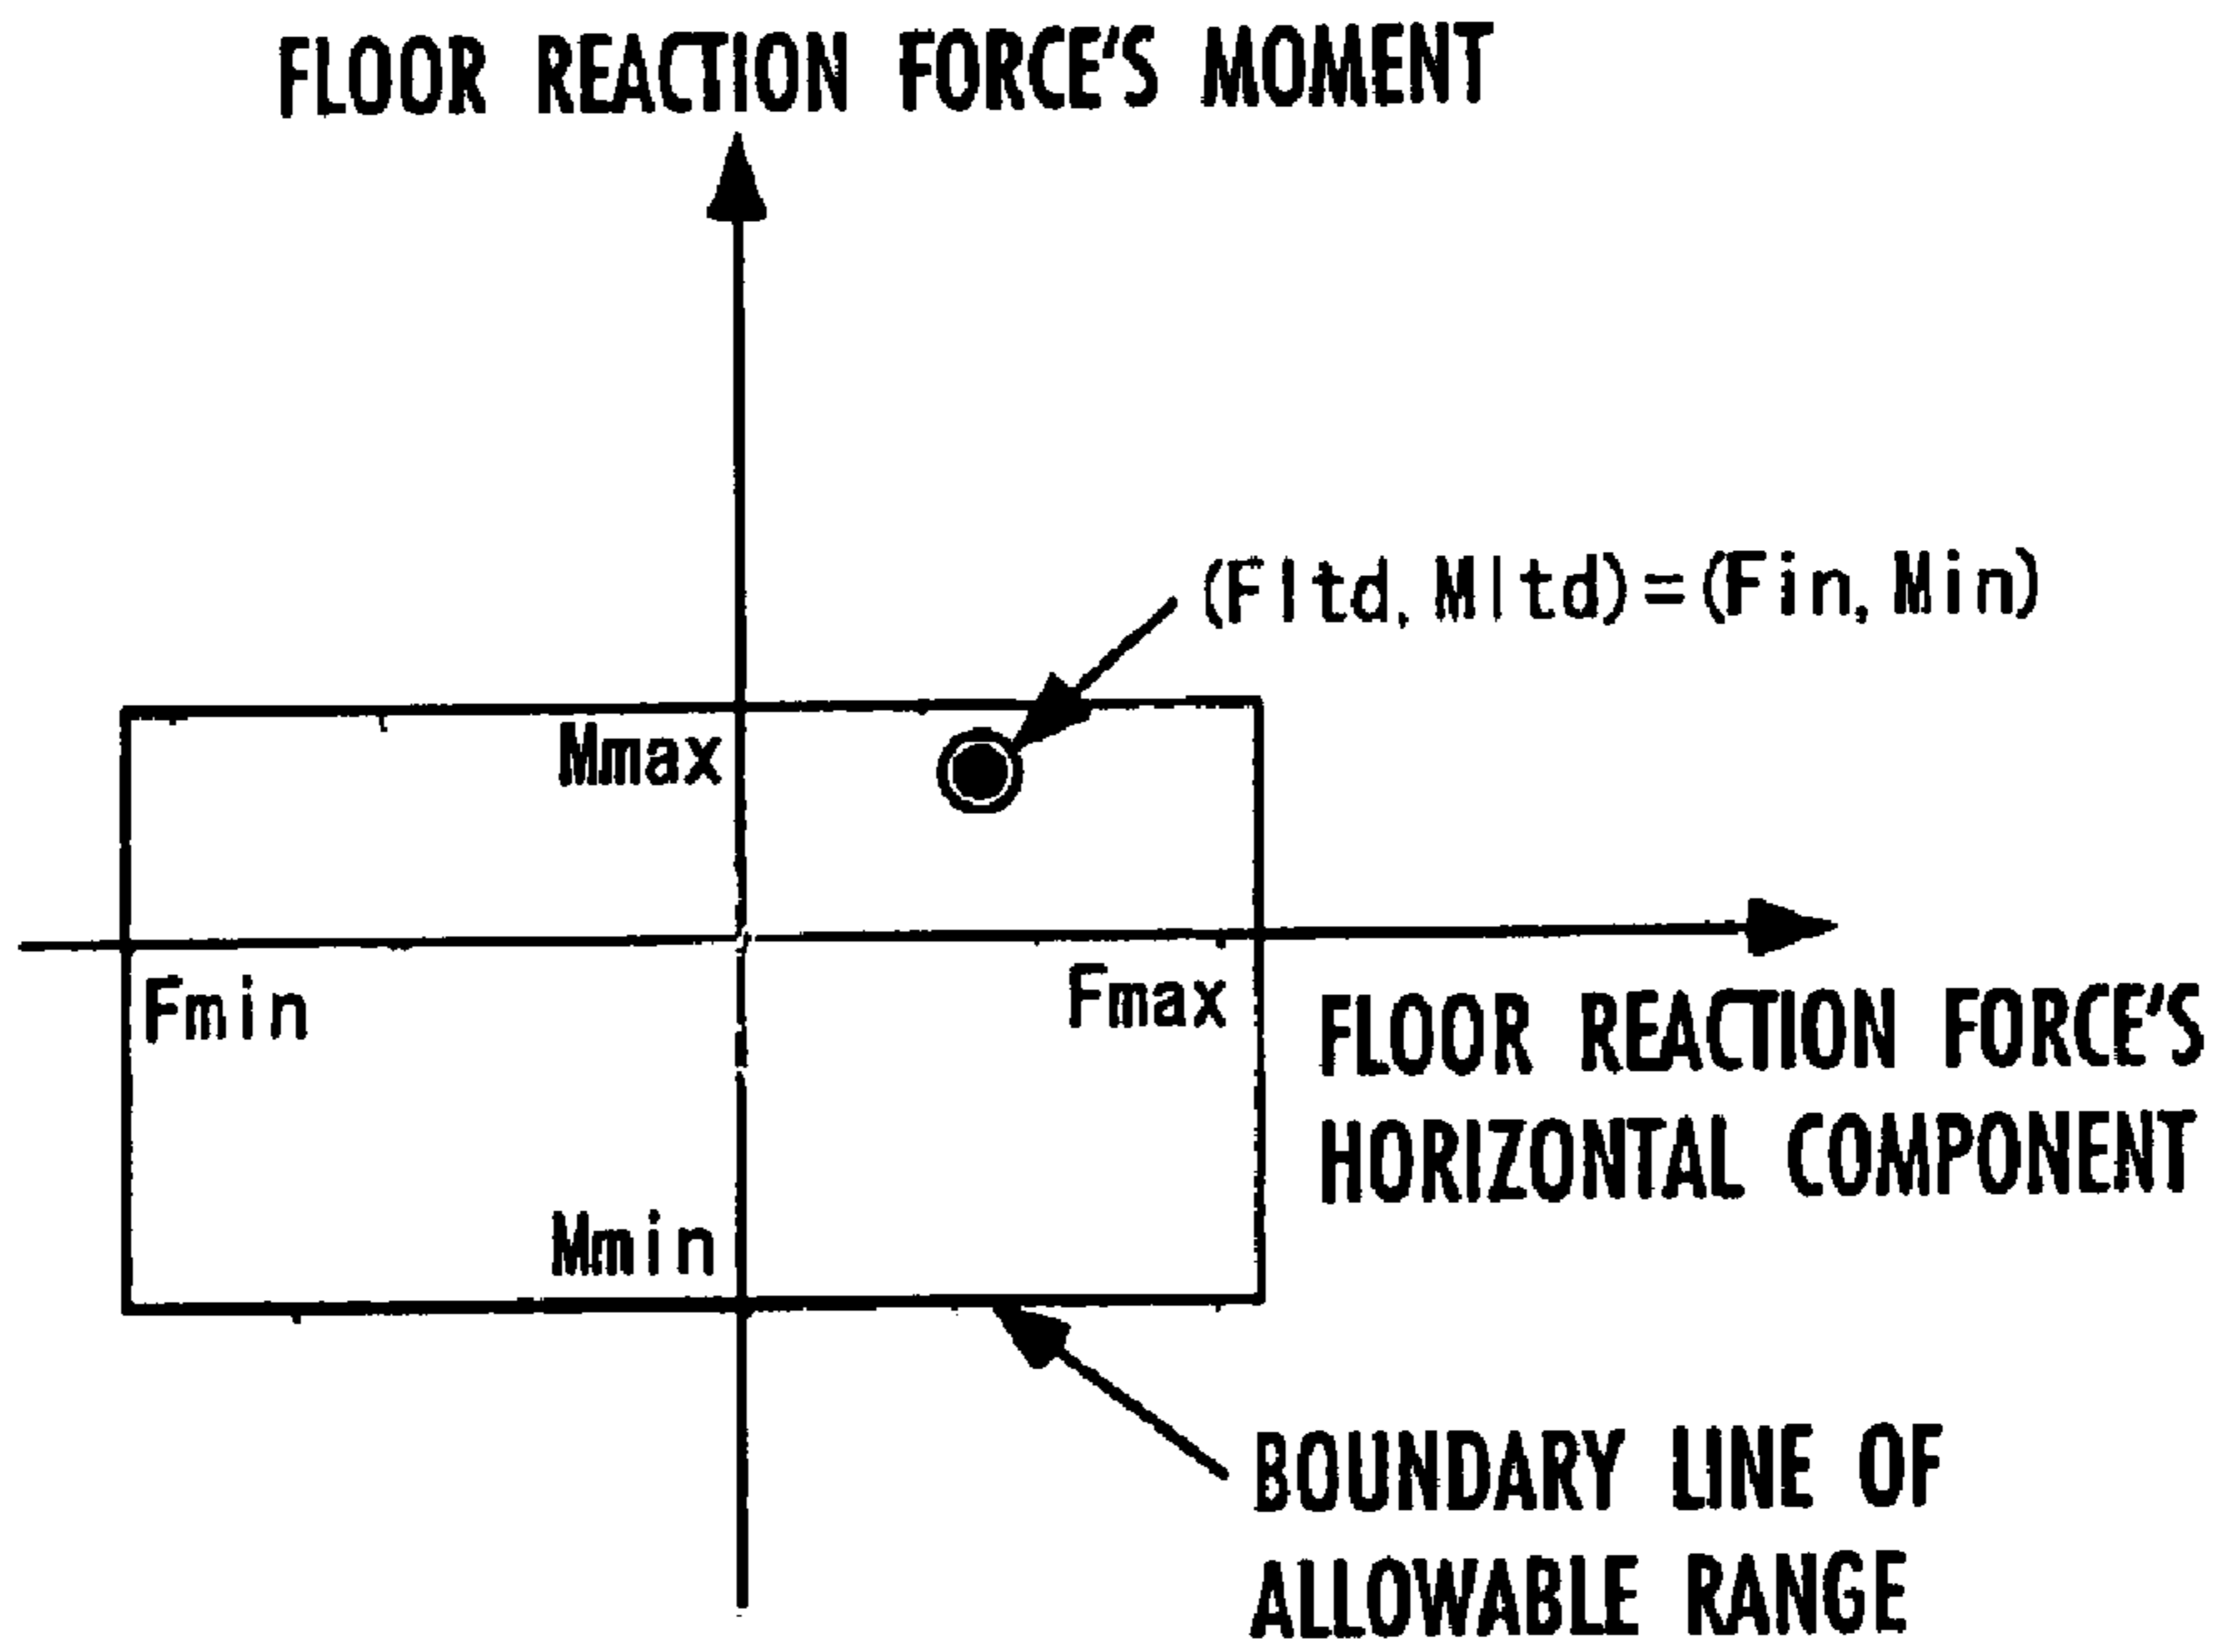 FLOOR REACTION FORCE'S MOMENT
(Fltd, Mltd)=(Fin, Min)
Mmax
Fmin
Fmax
FLOOR REACTION FORCE'S
HORIZONTAL COMPONENT
Mmin
BOUNDARY LINE OF
ALLOWABLE RANGE